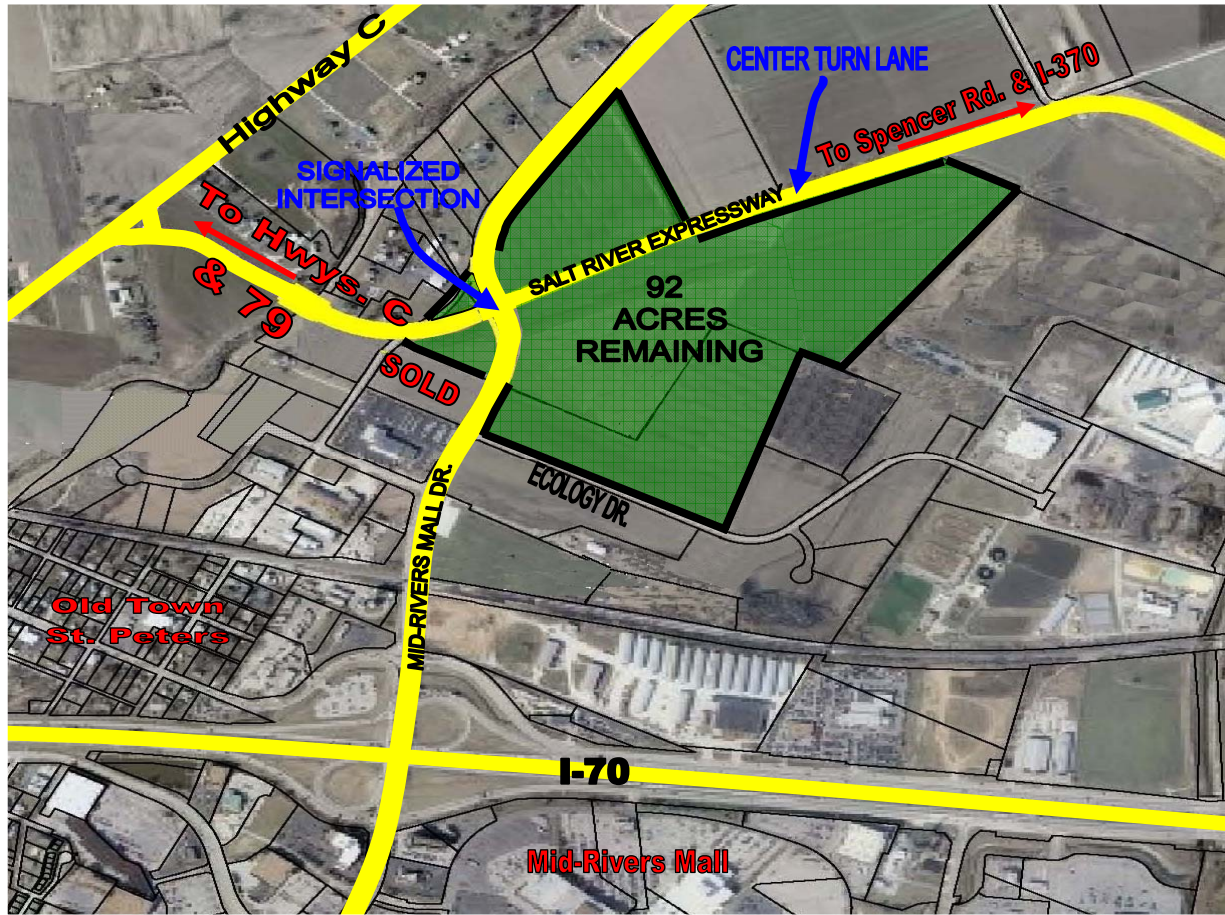 Highway C
CENTER TURN LANE
To Spencer Rd. & I-370
SIGNALIZED
INTERSECTION
To Hwys. C
& 79
SALT RIVER EXPRESSWAY
92
ACRES
REMAINING
SOLD
ECOLOGY DR.
MID-RIVERS MALL DR.
Old Town
St. Peters
I-70
Mid-Rivers Mall